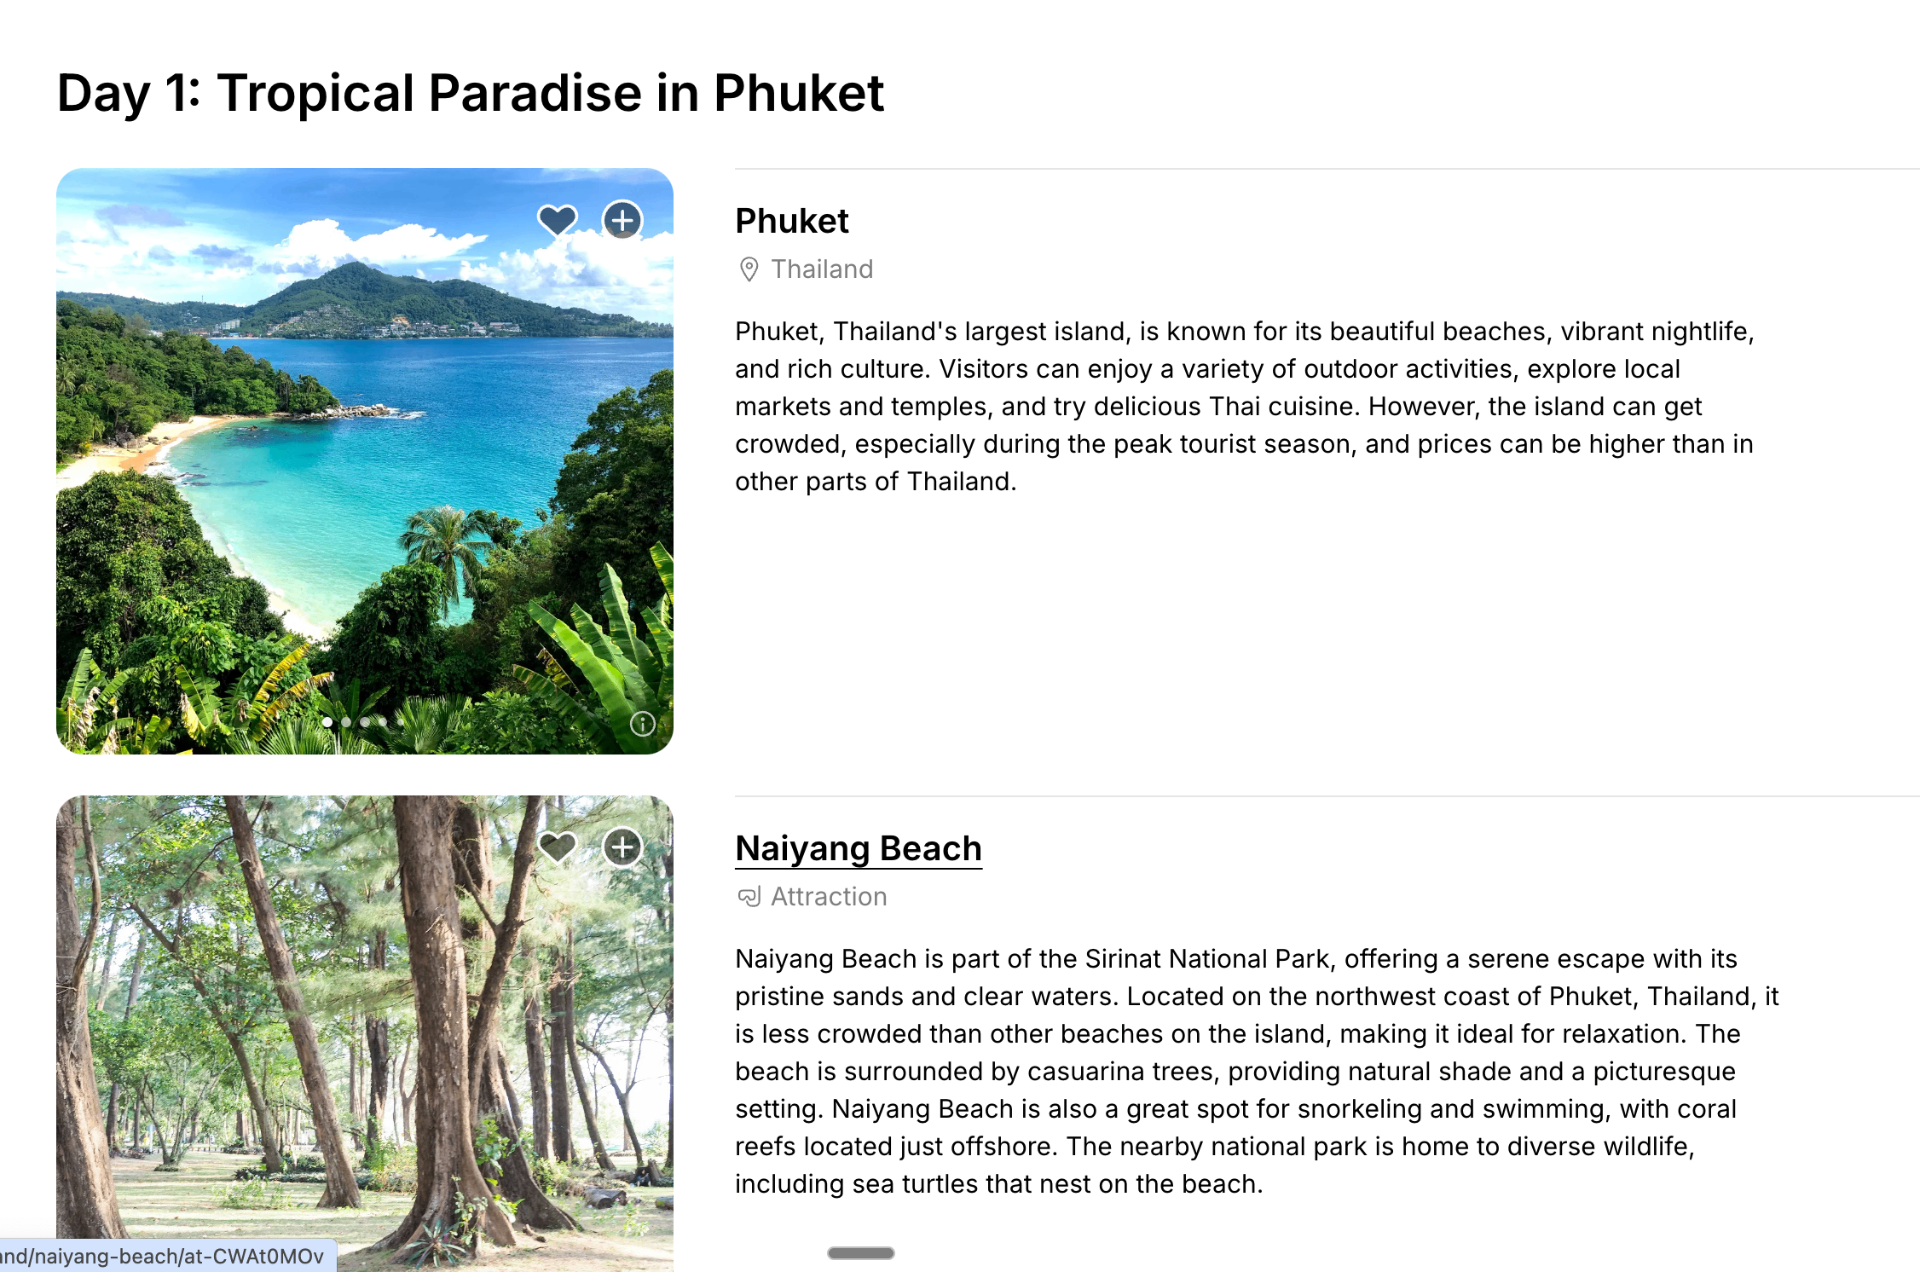 Day 1: Tropical Paradise in Phuket
Phuket
Thailand
Phuket, Thailand's largest island, is known for its beautiful beaches, vibrant nightlife,
and rich culture. Visitors can enjoy a variety of outdoor activities, explore local
markets and temples, and try delicious Thai cuisine. However, the island can get
crowded, especially during the peak tourist season, and prices can be higher than in
other parts of Thailand.
Naiyang Beach
Attraction
Naiyang Beach is part of the Sirinat National Park, offering a serene escape with its
pristine sands and clear waters. Located on the northwest coast of Phuket, Thailand, it
is less crowded than other beaches on the island, making it ideal for relaxation. The
beach is surrounded by casuarina trees, providing natural shade and a picturesque
setting. Naiyang Beach is also a great spot for snorkeling and swimming, with coral
reefs located just offshore. The nearby national park is home to diverse wildlife,
including sea turtles that nest on the beach.
and/naiyang-beach/at-CWAt0MOv